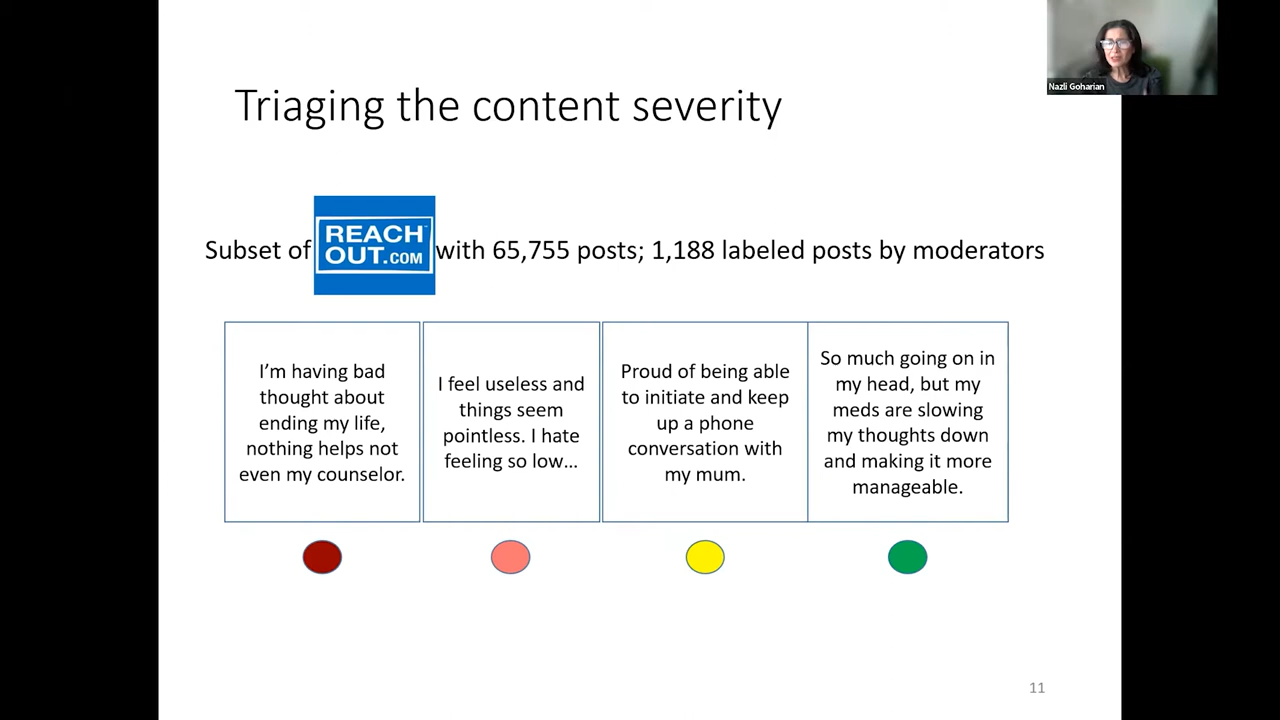 Nazli Goharian
Triaging the content severity
Subset of REACH OUT.COM with 65,755 posts; 1,188 labeled posts by moderators
I'm having bad
thought about
ending my life,
nothing helps not
even my counselor.
I feel useless and
things seem
pointless. I hate
feeling so low...
Proud of being able
to initiate and keep
up a phone
conversation with
my mum.
So much going on in
my head, but my
meds are slowing
my thoughts down
and making it more
manageable.
11